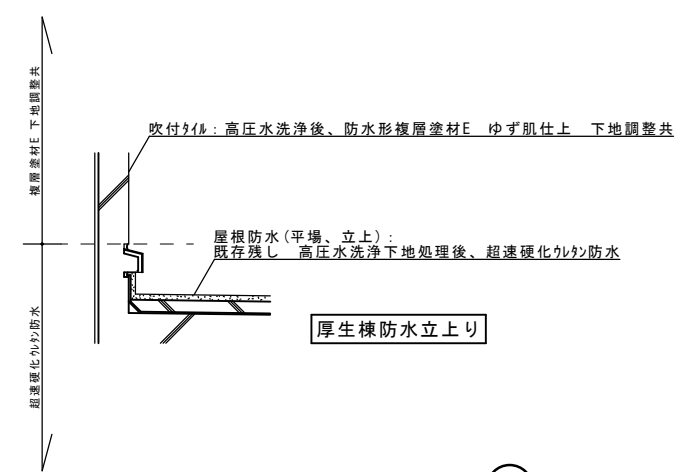 複層塗材E 下地調整共
吹付ﾀｲﾙ：高圧水洗浄後、防水形複層塗材E　ゆず肌仕上　下地調整共
屋根防水(平場、立上)：
既存残し　高圧水洗浄下地処理後、超速硬化ｳﾚﾀﾝ防水
超速硬化ｳﾚﾀﾝ防水
厚生棟防水立上り